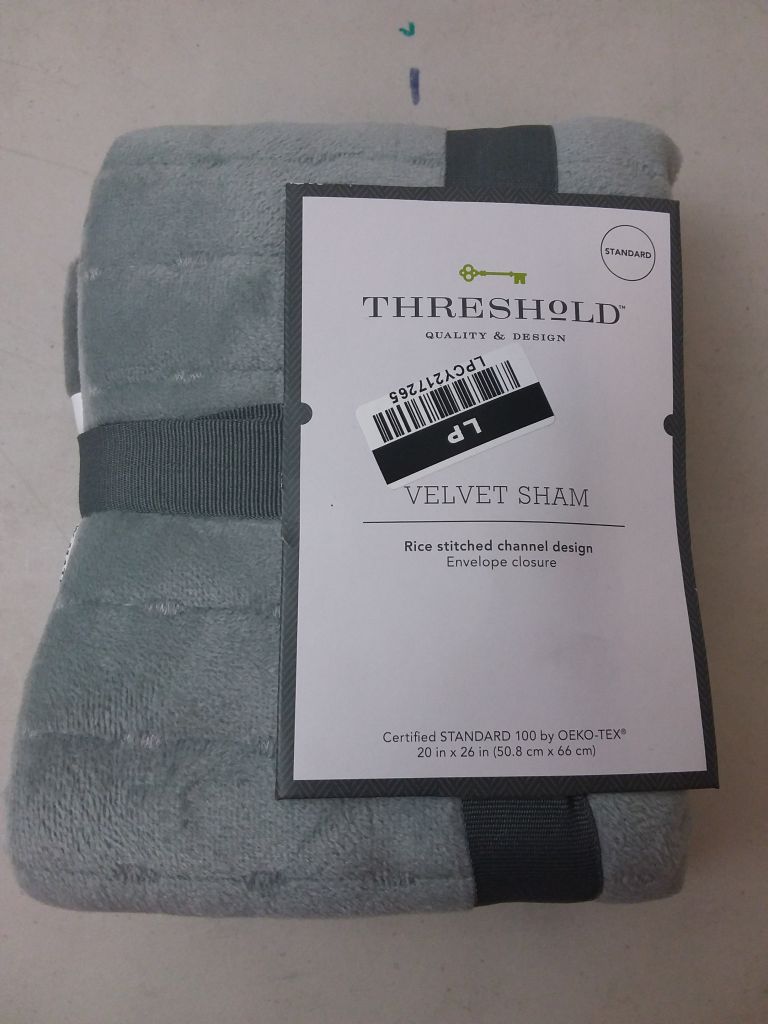 STANDARD
THRESHOLD™
QUALITY & DESIGN
LPCY217265
LP
VELVET SHAM
Rice stitched channel design
Envelope closure
Certified STANDARD 100 by OEKO-TEX®
20 in x 26 in (50.8 cm x 66 cm)